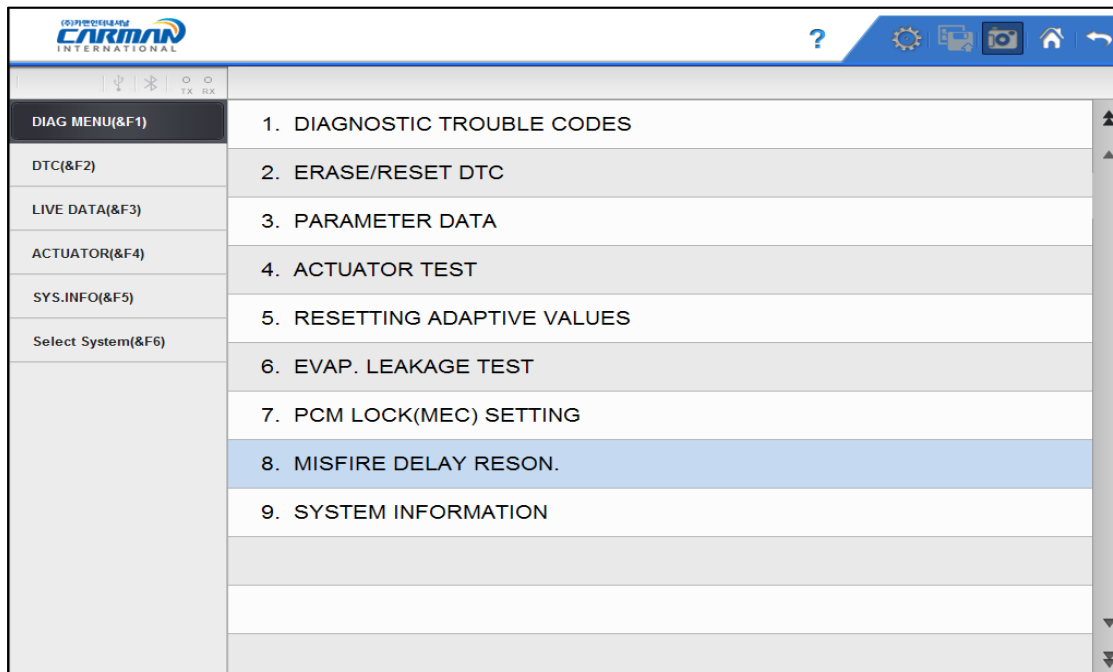 (주)카맨인터내셔날
CARMAN
INTERNATIONAL
?
TX RX
DIAG MENU(&F1)
DTC(&F2)
LIVE DATA(&F3)
ACTUATOR(&F4)
SYS.INFO(&F5)
Select System(&F6)
1. DIAGNOSTIC TROUBLE CODES
2. ERASE/RESET DTC
3. PARAMETER DATA
4. ACTUATOR TEST
5. RESETTING ADAPTIVE VALUES
6. EVAP. LEAKAGE TEST
7. PCM LOCK(MEC) SETTING
8. MISFIRE DELAY RESON.
9. SYSTEM INFORMATION